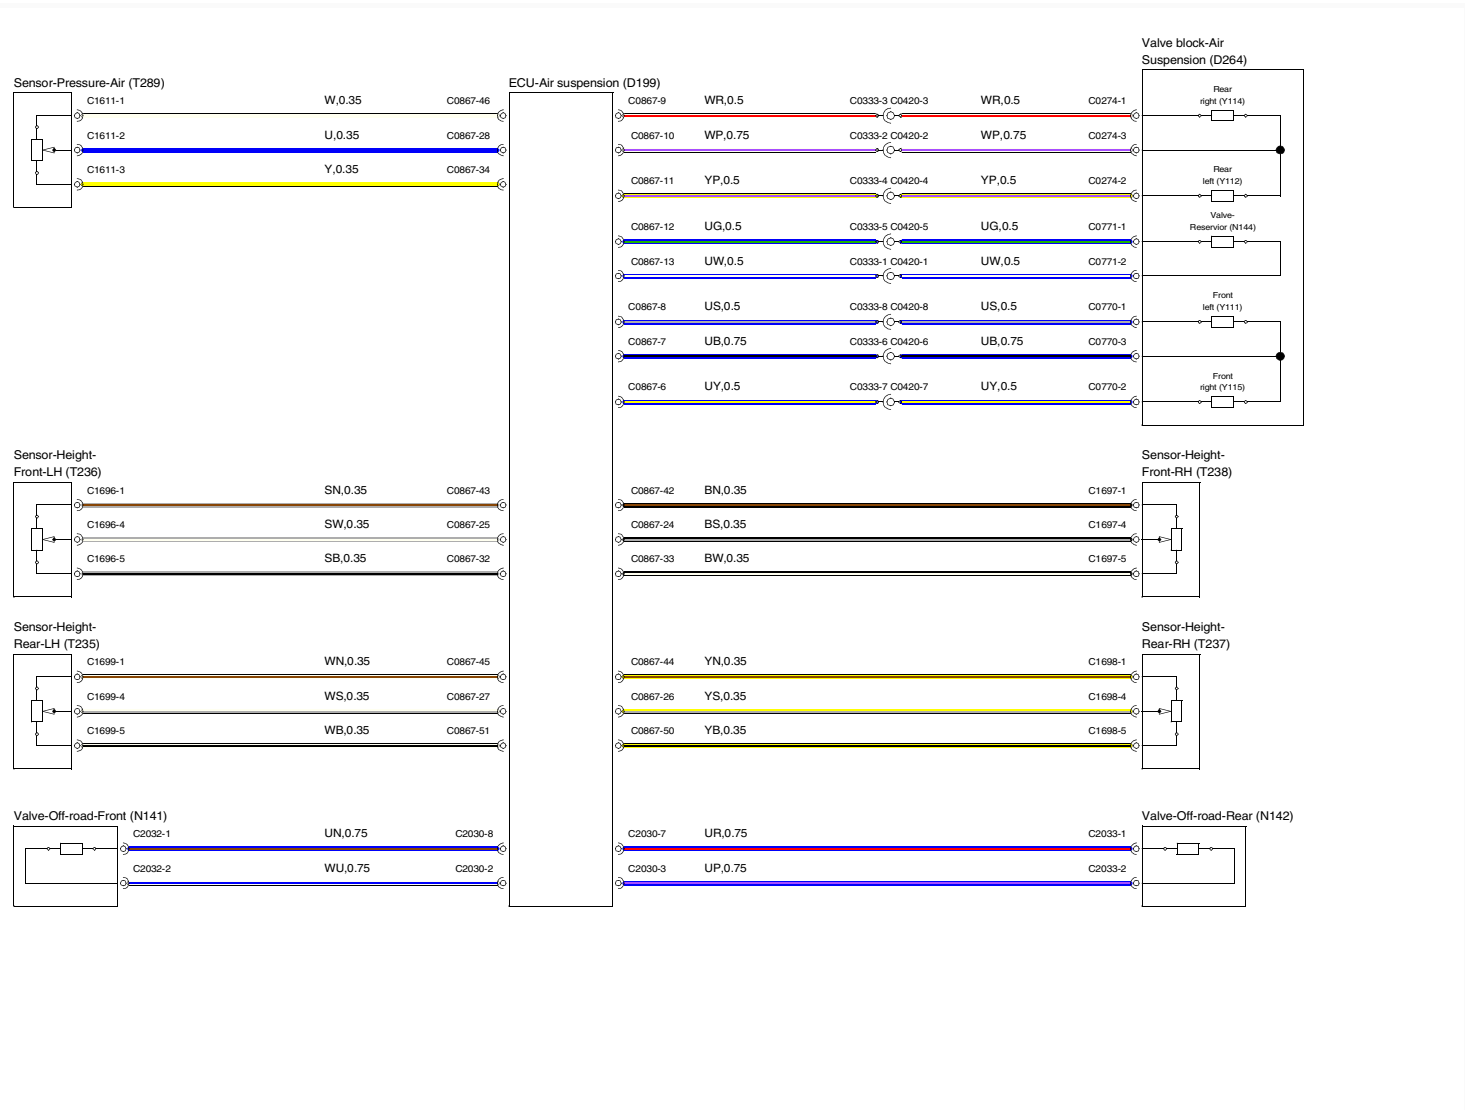 Valve block-Air
Suspension (D264)
Sensor-Pressure-Air (T289)
ECU-Air suspension (D199)
C1611-1 W,0.35 C0867-46
C1611-2 U,0.35 C0867-28
C1611-3 Y,0.35 C0867-34
C0867-9 WR,0.5 C0333-3 C0420-3 WR,0.5 C0274-1
Rear
right (Y114)
C0867-10 WP,0.75 C0333-2 C0420-2 WP,0.75 C0274-3
C0867-11 YP,0.5 C0333-4 C0420-4 YP,0.5 C0274-2
Rear
left (Y112)
C0867-12 UG,0.5 C0333-5 C0420-5 UG,0.5 C0771-1
Valve-
Reservior (N144)
C0867-13 UW,0.5 C0333-1 C0420-1 UW,0.5 C0771-2
C0867-8 US,0.5 C0333-8 C0420-8 US,0.5 C0770-1
Front
left (Y111)
C0867-7 UB,0.75 C0333-6 C0420-6 UB,0.75 C0770-3
C0867-6 UY,0.5 C0333-7 C0420-7 UY,0.5 C0770-2
Front
right (Y115)
Sensor-Height-
Front-LH (T236)
C1696-1 SN,0.35 C0867-43
C1696-4 SW,0.35 C0867-25
C1696-5 SB,0.35 C0867-32
Sensor-Height-
Front-RH (T238)
C0867-42 BN,0.35 C1697-1
C0867-24 BS,0.35 C1697-4
C0867-33 BW,0.35 C1697-5
Sensor-Height-
Rear-LH (T235)
C1699-1 WN,0.35 C0867-45
C1699-4 WS,0.35 C0867-27
C1699-5 WB,0.35 C0867-51
Sensor-Height-
Rear-RH (T237)
C0867-44 YN,0.35 C1698-1
C0867-26 YS,0.35 C1698-4
C0867-50 YB,0.35 C1698-5
Valve-Off-road-Front (N141)
C2032-1 UN,0.75 C2030-8
C2032-2 WU,0.75 C2030-2
Valve-Off-road-Rear (N142)
C2030-7 UR,0.75 C2033-1
C2030-3 UP,0.75 C2033-2